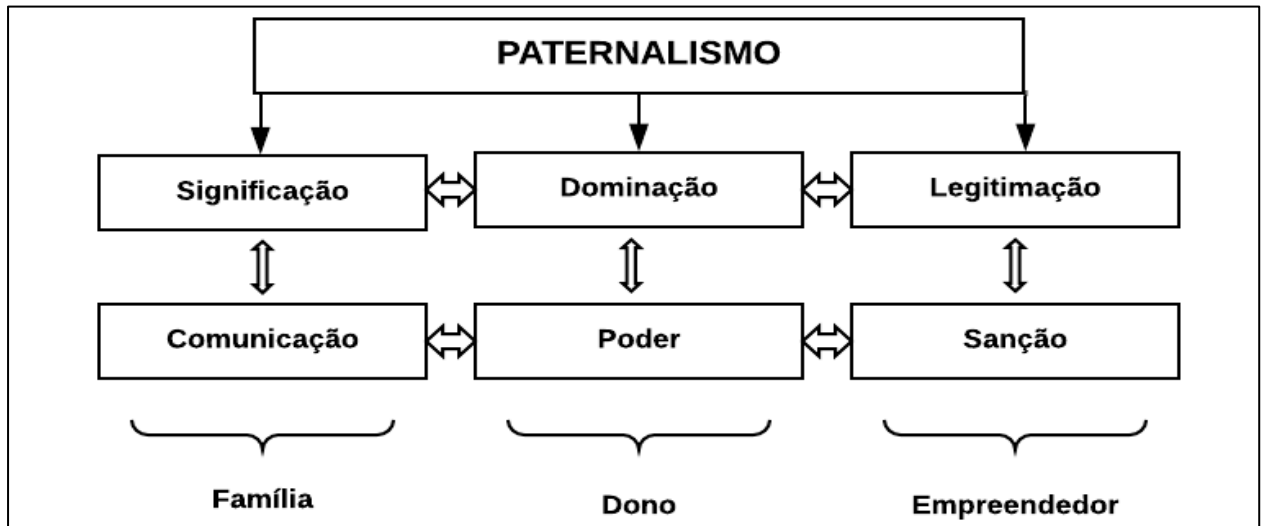 PATERNALISMO
Significação
Dominação
Legitimação
Comunicação
Poder
Sanção
Família
Dono
Empreendedor